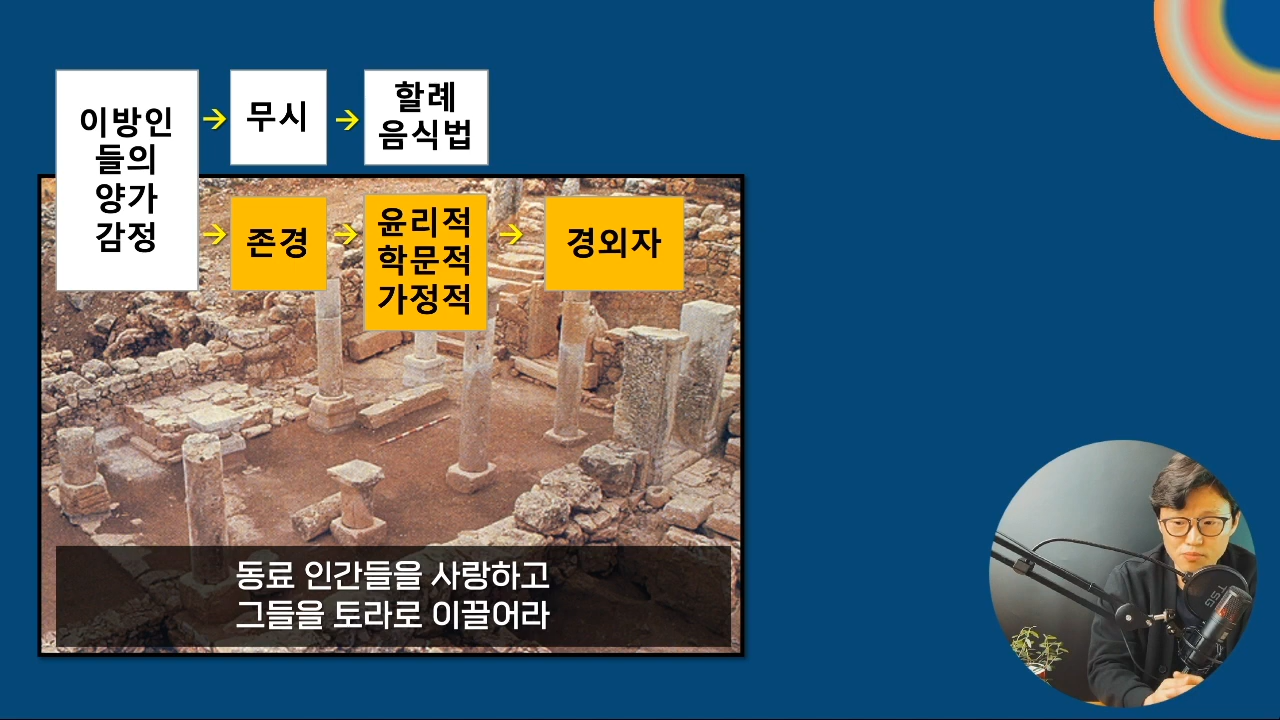 이방인
들의
양가
감정
무시
할례
음식법
존경
윤리적
학문적
가정적
경외자
동료 인간들을 사랑하고
그들을 토라로 이끌어라
TSG